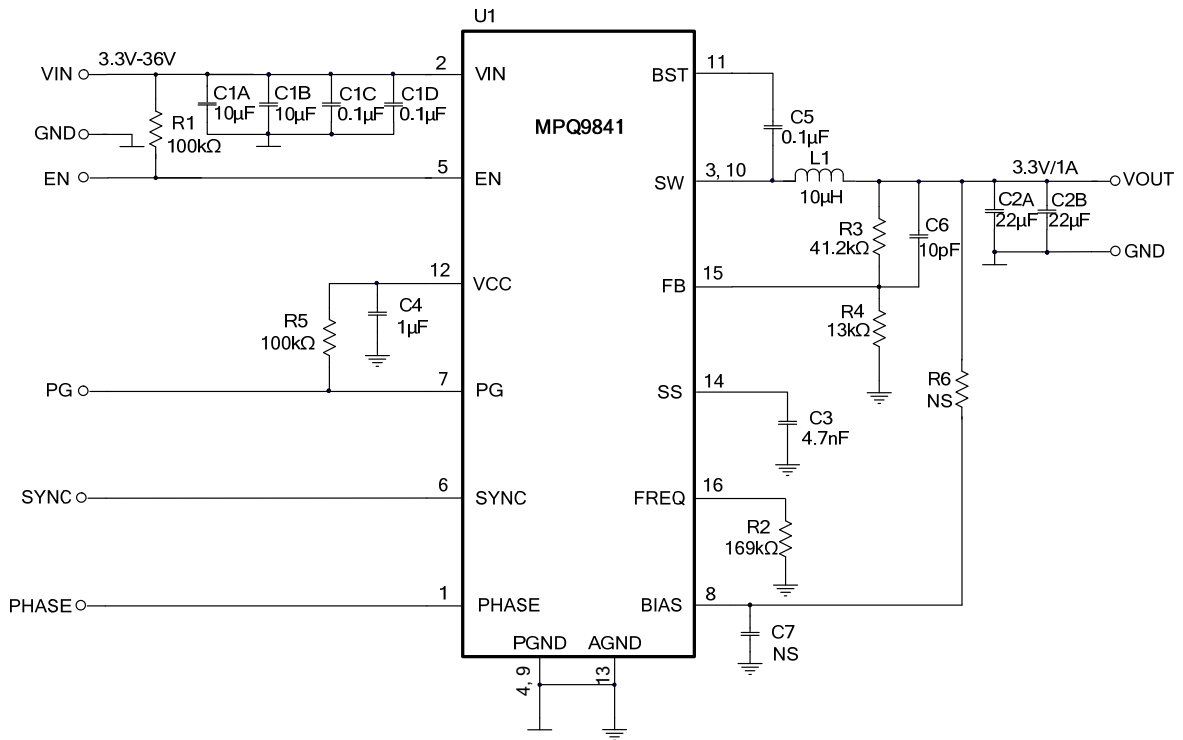 U1
MPQ9841
VIN
3.3V-36V
2
VIN
C1A
10µF
C1B
10µF
C1C
0.1µF
C1D
0.1µF
GND
R1
100kΩ
EN
5
EN
12
VCC
C4
1µF
R5
100kΩ
PG
7
PG
SYNC
6
SYNC
PHASE
1
PHASE
PGND
AGND
4, 9
13
BST
11
C5
0.1µF
SW
3, 10
L1
10µH
3.3V/1A
VOUT
C2A
22µF
C2B
22µF
GND
R3
41.2kΩ
C6
10pF
FB
15
R4
13kΩ
SS
14
C3
4.7nF
R6
NS
FREQ
16
R2
169kΩ
BIAS
8
C7
NS